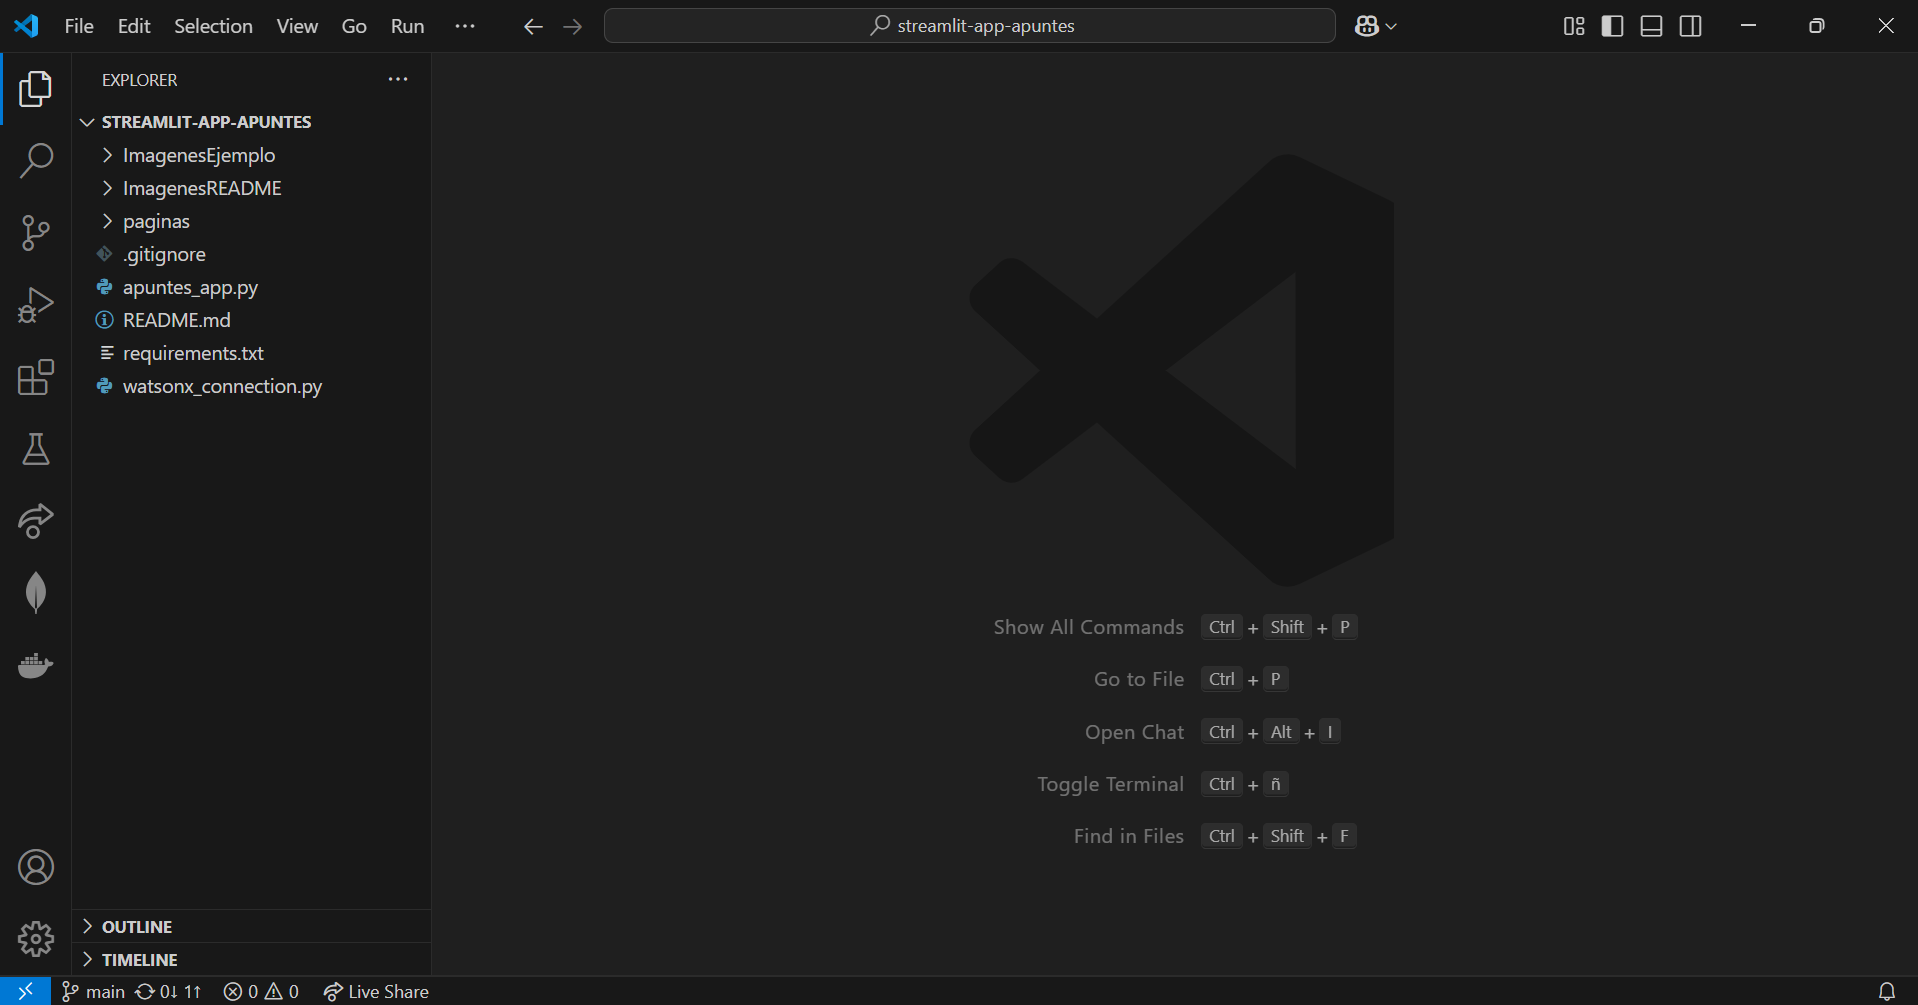 File Edit Selection View Go Run ···
streamlit-app-apuntes
EXPLORER ···
STREAMLIT-APP-APUNTES
ImagenesEjemplo
ImagenesREADME
paginas
.gitignore
apuntes_app.py
README.md
requirements.txt
watsonx_connection.py
Show All Commands Ctrl + Shift + P
Go to File Ctrl + P
Open Chat Ctrl + Alt + I
Toggle Terminal Ctrl + ñ
Find in Files Ctrl + Shift + F
OUTLINE
TIMELINE
main 0↓ 1↑ 0 0 Live Share